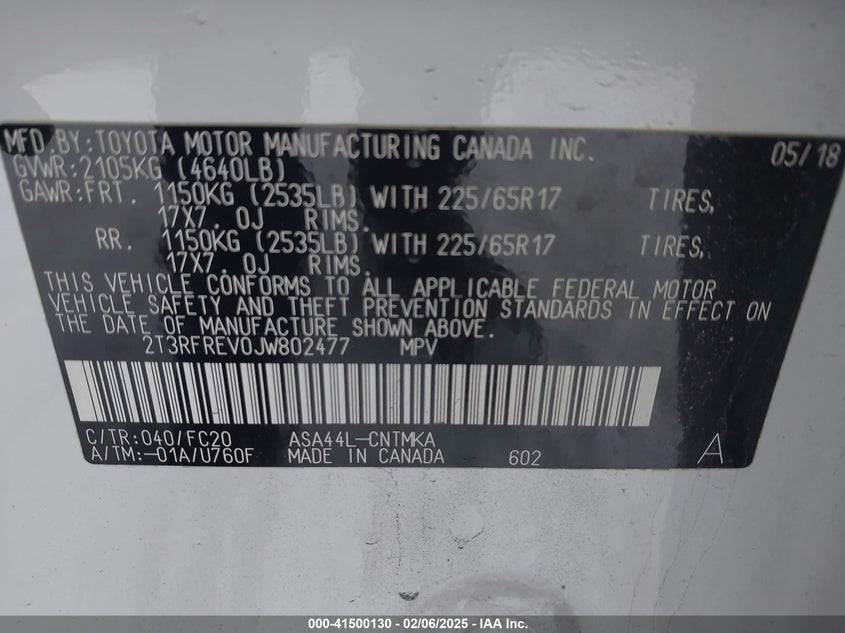 MFD.BY:TOYOTA MOTOR MANUFACTURING CANADA INC. 05/18
GVWR:2105KG (4640LB)
GAWR:FRT. 1150KG (2535LB) WITH 225/65R17 TIRES,
17X7.0J RIMS.
RR. 1150KG (2535LB) WITH 225/65R17 TIRES,
17X7.0J RIMS.
THIS VEHICLE CONFORMS TO ALL APPLICABLE FEDERAL MOTOR
VEHICLE SAFETY AND THEFT PREVENTION STANDARDS IN EFFECT ON
THE DATE OF MANUFACTURE SHOWN ABOVE.
2T3RFREV0JW802477 MPV
C/TR:040/FC20 ASA44L-CNTMKA
A/TM:-01A/U760F MADE IN CANADA 602 A
000-41500130 - 02/06/2025 - © IAA Inc.